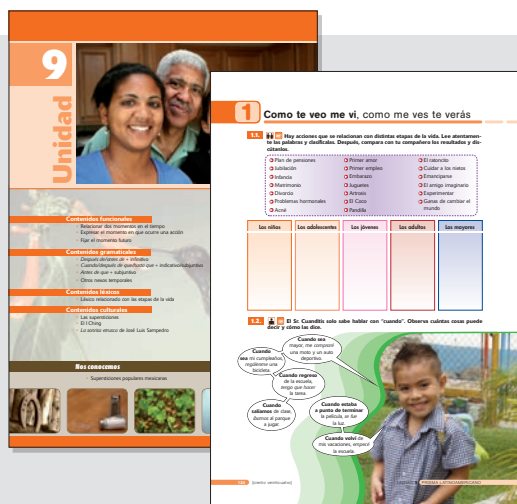 9
Unidad
Contenidos funcionales
- Relacionar dos momentos en el tiempo
- Expresar el momento en que ocurre una acción
- Fijar el momento futuro
Contenidos gramaticales
- Después de/antes de + infinitivo
- Cuando/después de que/hasta que + indicativo/subjuntivo
- Antes de que + subjuntivo
- Otros nexos temporales
Contenidos léxicos
- Léxico relacionado con las etapas de la vida
Contenidos culturales
- Las supersticiones
- El I Ching
- La sonrisa etrusca de José Luis Sampedro
Nos conocemos
- Supersticiones populares mexicanas
1 Como te veo me vi, como me ves te verás
1.1. Hay acciones que se relacionan con distintas etapas de la vida. Lee atentamen-
te las palabras y clasifícalas. Después, compara con tu compañero los resultados y dis-
cútanlos.
Plan de pensiones
Jubilación
Infancia
Matrimonio
Divorcio
Problemas hormonales
Acné
Primer amor
Primer empleo
Embarazo
Juguetes
Artrosis
El Coco
Pandilla
El ratoncito
Cuidar a los nietos
Emanciparse
El amigo imaginario
Experimentar
Ganas de cambiar el
mundo
Los niños
Los adolescentes
Los jóvenes
Los adultos
Los mayores
1.2. El Sr. Cuanditis solo sabe hablar con "cuando". Observa cuántas cosas puede
decir y cómo las dice.
Cuando sea
mayor, me compraré
una moto y un auto
deportivo.
Cuando
sea mi cumpleaños,
regálenme una
bicicleta.
Cuando regreso
de la escuela,
tengo que hacer
la tarea.
Cuando
salíamos de clase,
íbamos al parque
a jugar.
Cuando estaba
a punto de terminar
la película, se fue
la luz.
Cuando volví de
mis vacaciones, empecé
la escuela.
PRISMA LATINOAMERICANO